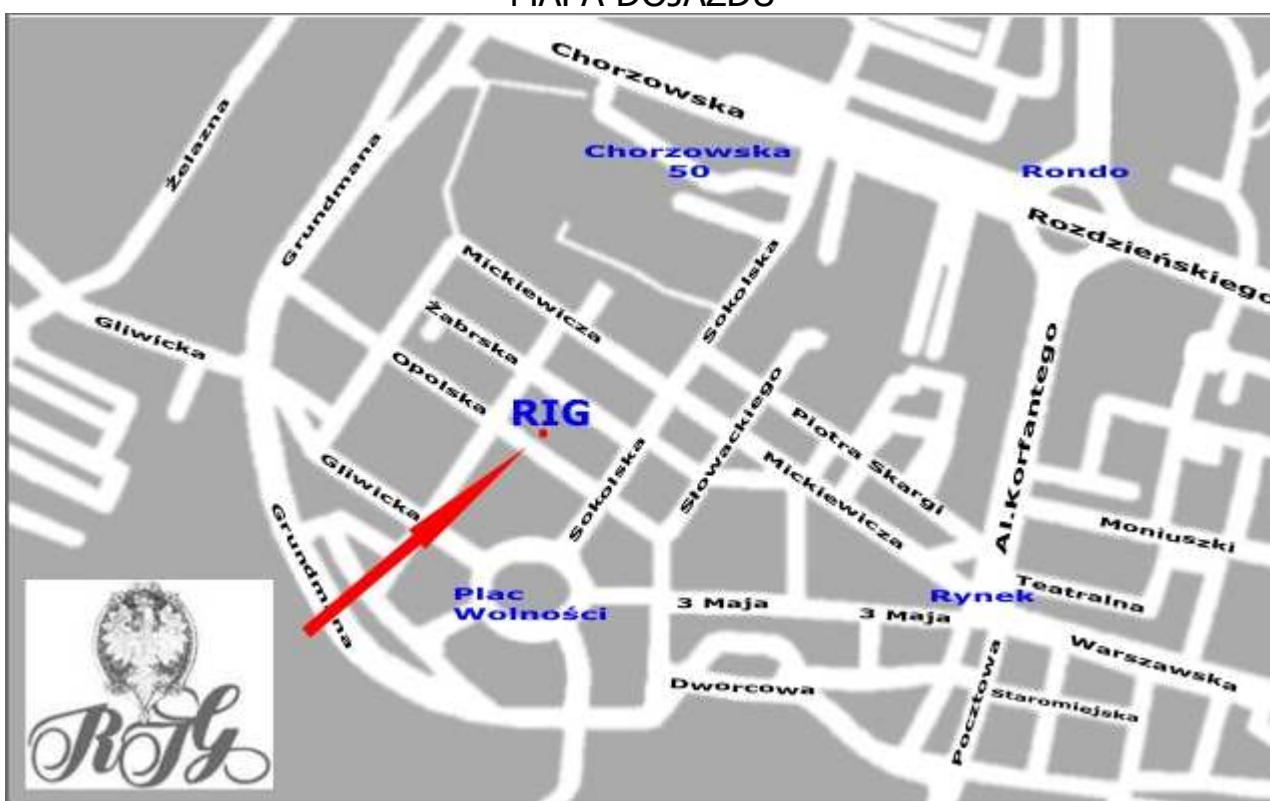 MAPA DOJAZDU
Chorzowska
Żelazna
Grundmana
Chorzowska
50
Rondo
Rozdzieńskiego
Mickiewicza
Sokolska
Żabrska
Gliwicka
Opolska
RIG
Słowackiego
Piotra Skargi
Al.Korfantego
Gliwicka
Sokolska
Mickiewicza
Grundmana
Moniuszki
Plac
Wolności
3 Maja
3 Maja
Rynek
Teatralna
Warszawska
Dworcowa
Pocztowa
Staromiejska
RIG